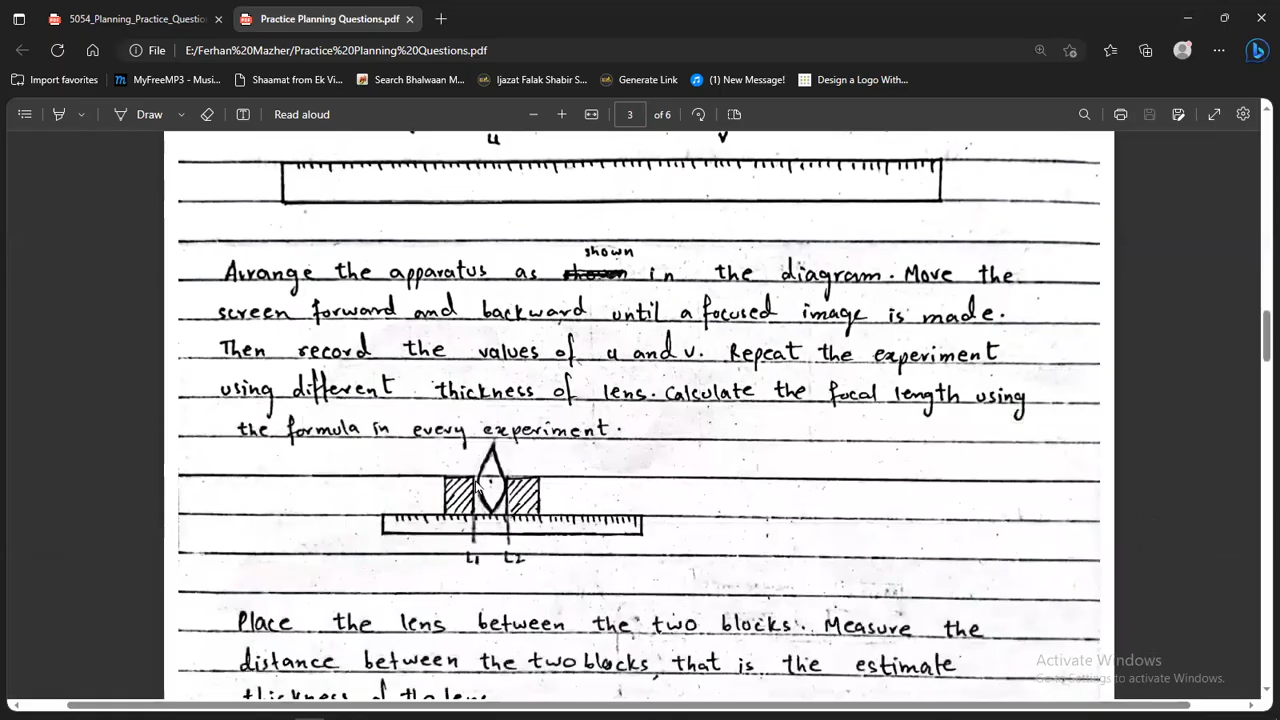 5054_Planning_Practice_Questio
Practice Planning Questions.pdf
File
E:/Ferhan%20Mazher/Practice%20Planning%20Questions.pdf
Import favorites
MyFreeMP3 - Musi...
Shaamat from Ek Vi...
Search Bhalwaan M...
Ijazat Falak Shabir S...
Generate Link
(1) New Message!
Design a Logo With...
Draw
Read aloud
3 of 6
u v
shown
Arrange the apparatus as in the diagram. Move the
screen forward and backward until a focused image is made.
Then record the values of u and v. Repeat the experiment
using different thickness of lens. Calculate the focal length using
the formula in every experiment.
L1 L2
Place the lens between the two blocks. Measure the
distance between the two blocks, that is the estimate
thickness of the lens
Activate Windows
Go to Settings to activate Windows.